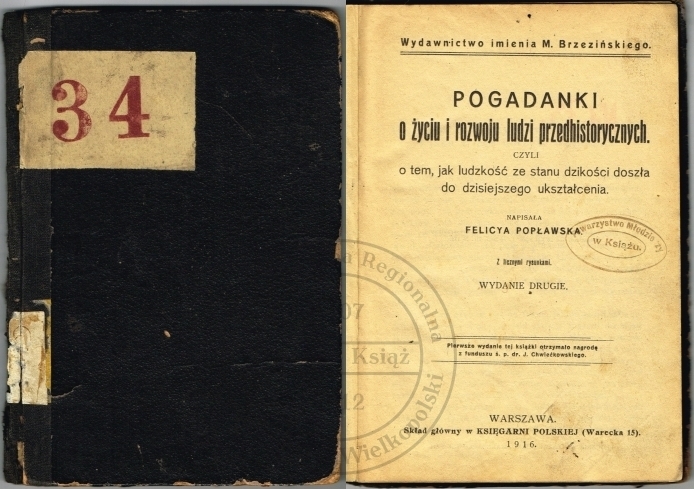 34
Wydawnictwo imienia M. Brzezińskiego.
POGADANKI
o życiu i rozwoju ludzi przedhistorycznych.
CZYLI
o tem, jak ludzkość ze stanu dzikości doszła
do dzisiejszego ukształcenia.
NAPISAŁA
FELICYA POPŁAWSKA.
w Książu.
Z licznymi rysunkami.
WYDANIE DRUGIE.
Pierwsze wydanie tej książki otrzymało nagrodę
z funduszu ś. p. dr. J. Chwiećkowskiego.
WARSZAWA.
Skład główny w KSIĘGARNI POLSKIEJ (Warecka 15).
1916.
Regionalna
Książ
Wielkopolski